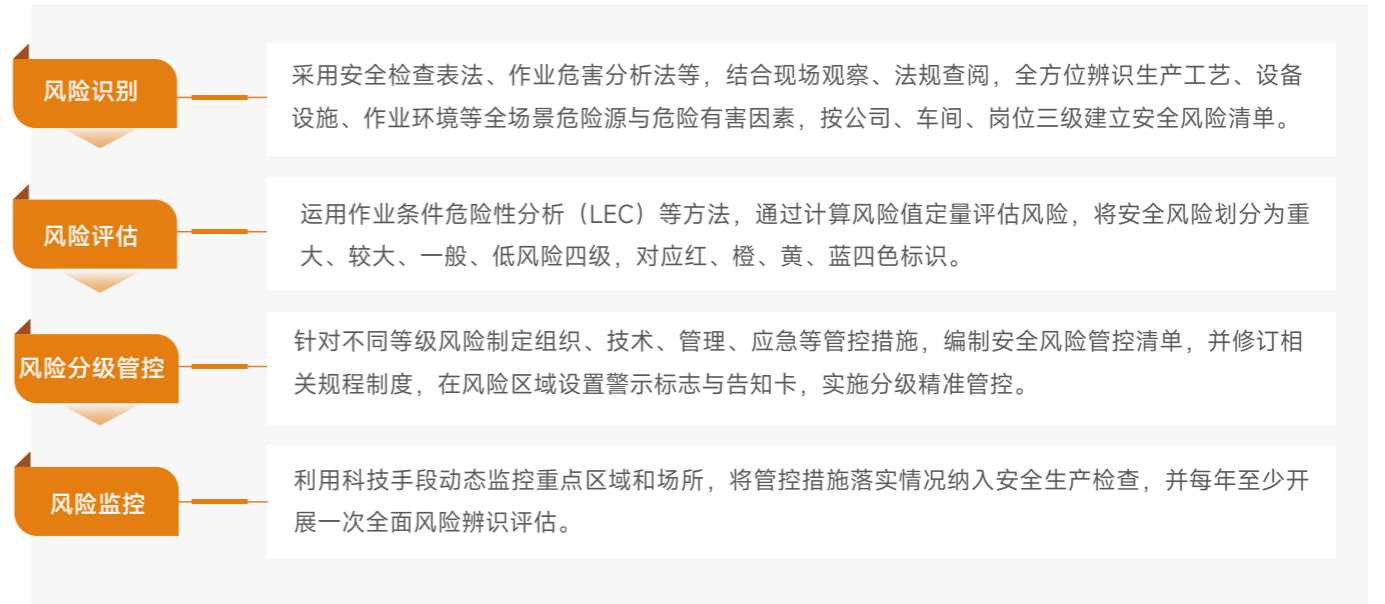 风险识别
采用安全检查表法、作业危害分析法等，结合现场观察、法规查阅，全方位辨识生产工艺、设备
设施、作业环境等全场景危险源与危险有害因素，按公司、车间、岗位三级建立安全风险清单。
风险评估
运用作业条件危险性分析（LEC）等方法，通过计算风险值定量评估风险，将安全风险划分为重
大、较大、一般、低风险四级，对应红、橙、黄、蓝四色标识。
风险分级管控
针对不同等级风险制定组织、技术、管理、应急等管控措施，编制安全风险管控清单，并修订相
关规程制度，在风险区域设置警示标志与告知卡，实施分级精准管控。
风险监控
利用科技手段动态监控重点区域和场所，将管控措施落实情况纳入安全生产检查，并每年至少开
展一次全面风险辨识评估。